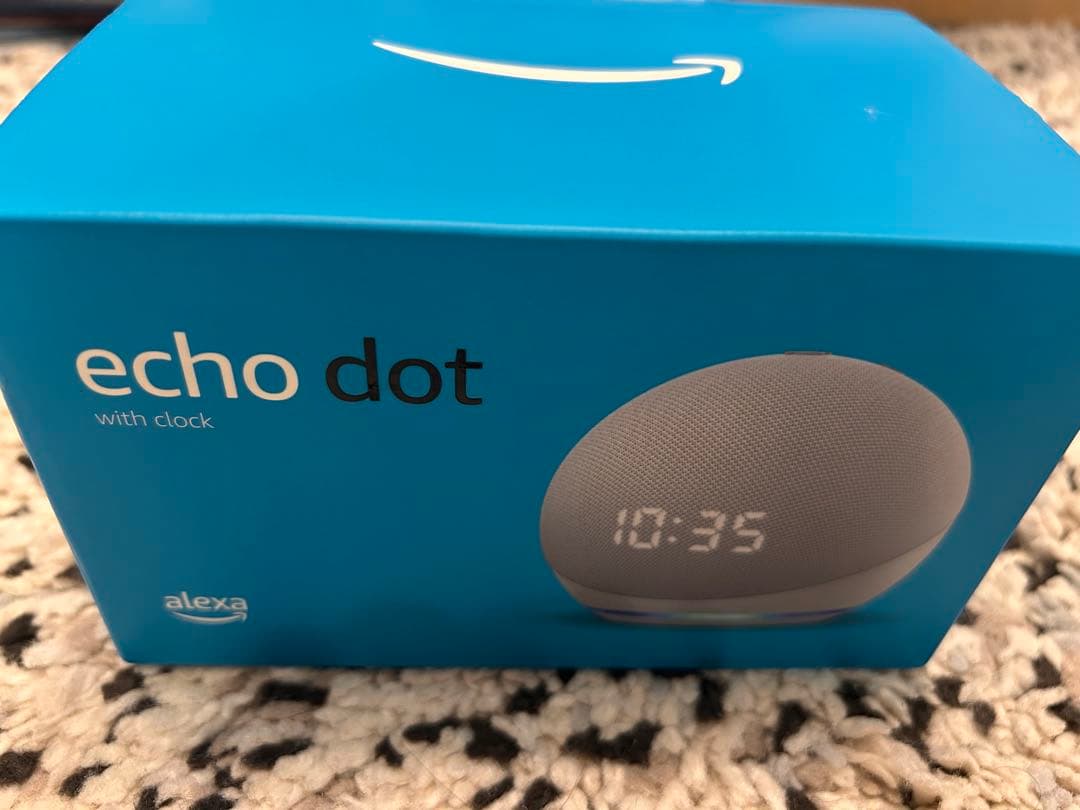 echo dot
with clock
10:35
alexa